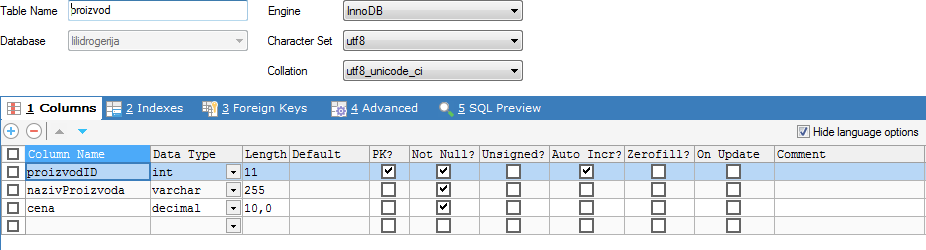 Table Name proizvod Engine InnoDB
Database lilidrogerija Character Set utf8
Collation utf8_unicode_ci
1 Columns 2 Indexes 3 Foreign Keys 4 Advanced 5 SQL Preview
Hide language options
Column Name Data Type Length Default PK? Not Null? Unsigned? Auto Incr? Zerofill? On Update Comment
proizvodID int 11
nazivProizvoda varchar 255
cena decimal 10,0